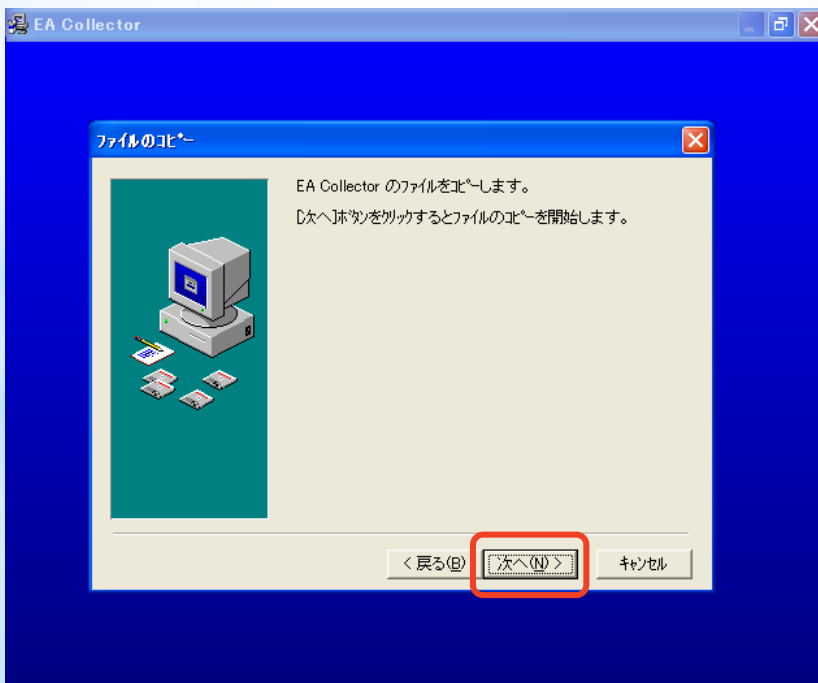 EA Collector
ファイルのコピー
EA Collector のファイルをコピーします。
[次へ]ボタンをクリックするとファイルのコピーを開始します。
< 戻る(B)
次へ(N) >
キャンセル